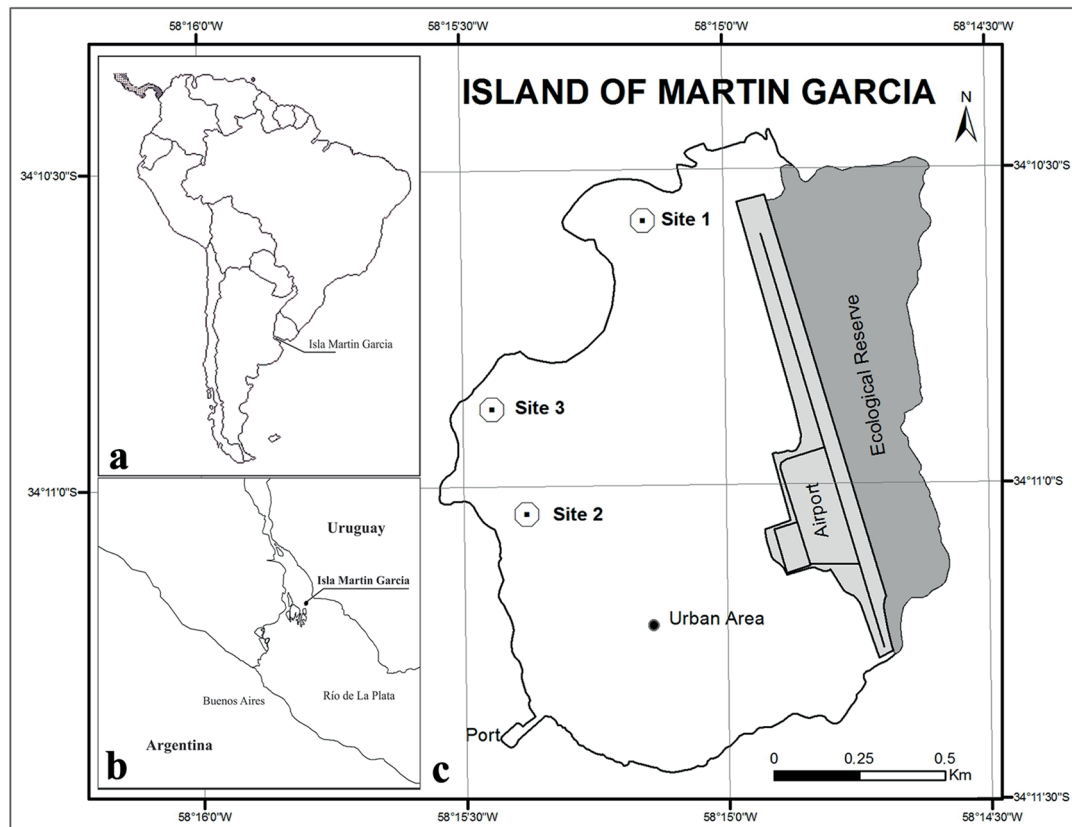 58°16'0"W
58°15'30"W
58°15'0"W
58°14'30"W
ISLAND OF MARTIN GARCIA
N
34°10'30"S
34°10'30"S
Site 1
Isla Martin Garcia
Ecological Reserve
Site 3
a
34°11'0"S
34°11'0"S
Airport
Site 2
Uruguay
Isla Martin Garcia
Urban Area
Buenos Aires
Río de La Plata
Port
Argentina
b
c
0
0.25
0.5
Km
34°11'30"S
58°16'0"W
58°15'30"W
58°15'0"W
58°14'30"W